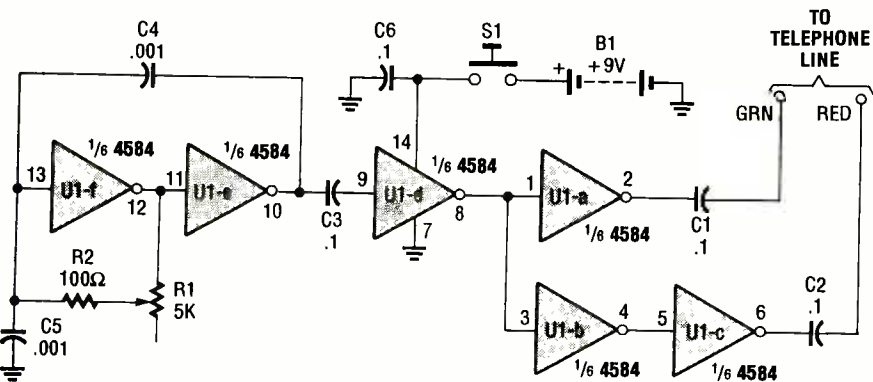 C4
.001
C6
.1
S1
B1
+ +9V
TO
TELEPHONE
LINE
GRN
RED
13
1/6 4584
U1-f
12
11
1/6 4584
U1-e
10
C3
.1
9
14
1/6 4584
U1-d
8
7
1
U1-a
2
1/6 4584
C1
.1
R2
100Ω
R1
5K
C5
.001
3
U1-b
4
1/6 4584
5
U1-c
6
1/6 4584
C2
.1